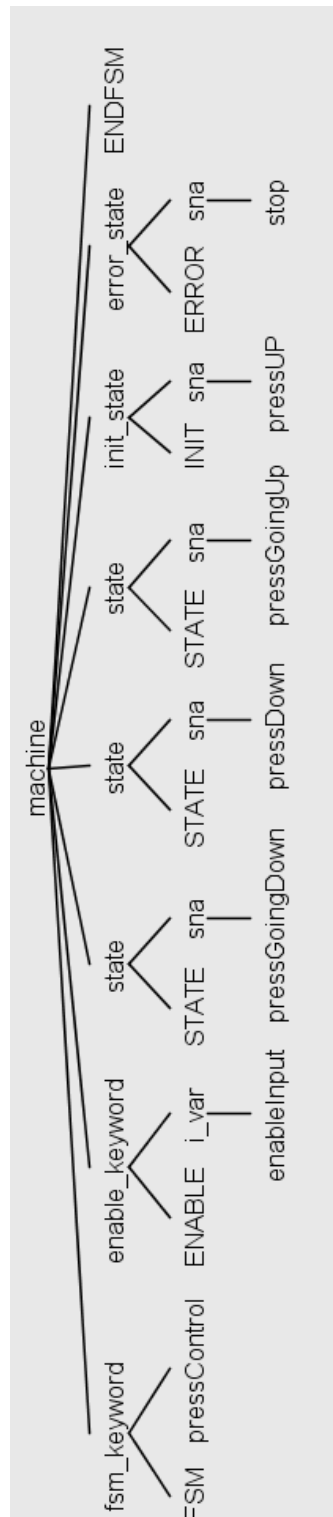 machine
fsm_keyword enable_keyword state state state init_state error_state ENDFSM
FSM pressControl ENABLE i_var STATE sna STATE sna STATE sna INIT sna ERROR sna
enableInput pressGoingDown pressDown pressGoingUp pressUP stop